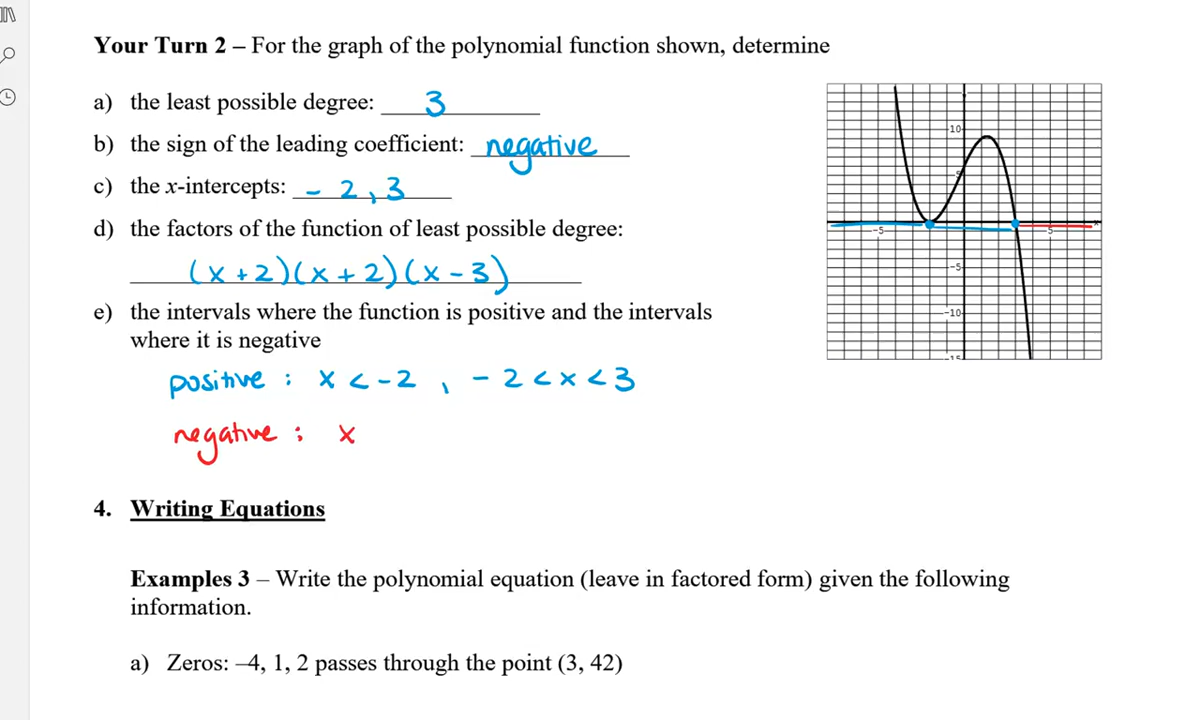 Your Turn 2 – For the graph of the polynomial function shown, determine
a) the least possible degree: 3
b) the sign of the leading coefficient: negative
c) the x-intercepts: - 2, 3
d) the factors of the function of least possible degree:
(x + 2)(x + 2)(x - 3)
e) the intervals where the function is positive and the intervals
where it is negative
positive : x < -2 , - 2 < x < 3
negative : x
10
5
-5
5
x
-5
-10
-15
4. Writing Equations
Examples 3 – Write the polynomial equation (leave in factored form) given the following
information.
a) Zeros: –4, 1, 2 passes through the point (3, 42)